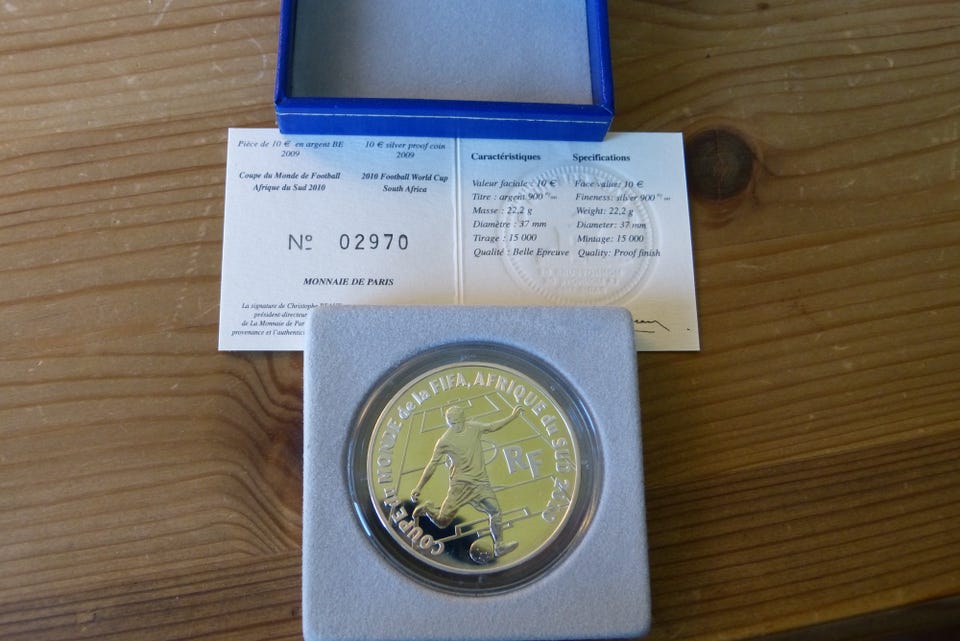 Pièce de 10 € en argent BE
2009
Coupe du Monde de Football
Afrique du Sud 2010
10 € silver proof coin
2009
2010 Football World Cup
South Africa
Nº 02970
MONNAIE DE PARIS
La signature de Christophe
président-directeur
de La Monnaie de Par
provenance et l'authentic
Caractéristiques
Valeur faciale : 10 €
Titre : argent 900 ‰
Masse : 22,2 g
Diamètre : 37 mm
Tirage : 15 000
Qualité : Belle Epreuve
Specifications
Face value: 10 €
Fineness: silver 900 ‰
Weight: 22,2 g
Diameter: 37 mm
Mintage: 15 000
Quality: Proof finish
COUPE du MONDE de la FIFA, AFRIQUE du SUD 2010
RF